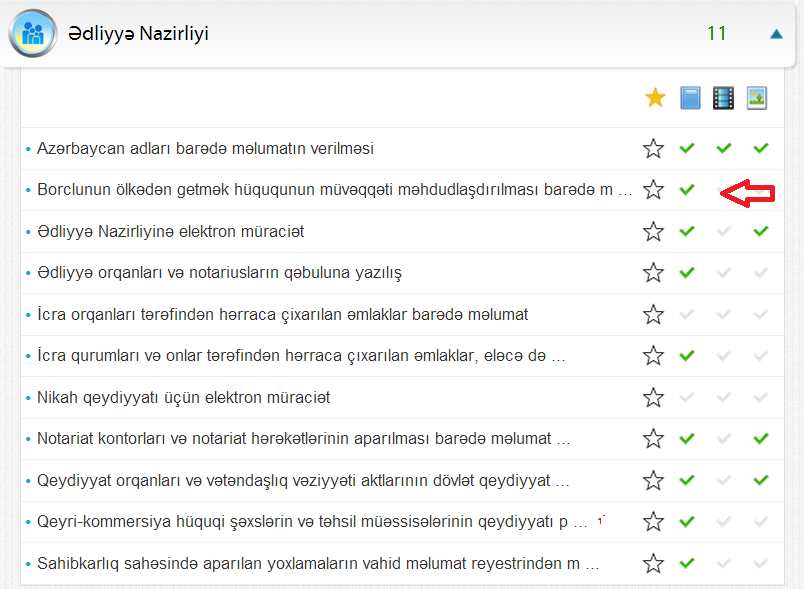 Ədliyyə Nazirliyi 11
Azərbaycan adları barədə məlumatın verilməsi
Borclunun ölkədən getmək hüququnun müvəqqəti məhdudlaşdırılması barədə m ...
Ədliyyə Nazirliyinə elektron müraciət
Ədliyyə orqanları və notariusların qəbuluna yazılış
İcra orqanları tərəfindən hərraca çixarılan əmlaklar barədə məlumat
İcra qurumları və onlar tərəfindən hərraca çıxarılan əmlaklar, eləcə də ...
Nikah qeydiyyatı üçün elektron müraciət
Notariat kontorları və notariat hərəkətlərinin aparılması barədə məlumat ...
Qeydiyyat orqanları və vətəndaşlıq vəziyyəti aktlarının dövlət qeydiyyat ...
Qeyri-kommersiya hüquqi şəxslərin və təhsil müəssisələrinin qeydiyyatı p ... 1
Sahibkarlıq sahəsində aparılan yoxlamaların vahid məlumat reyestrindən m ...